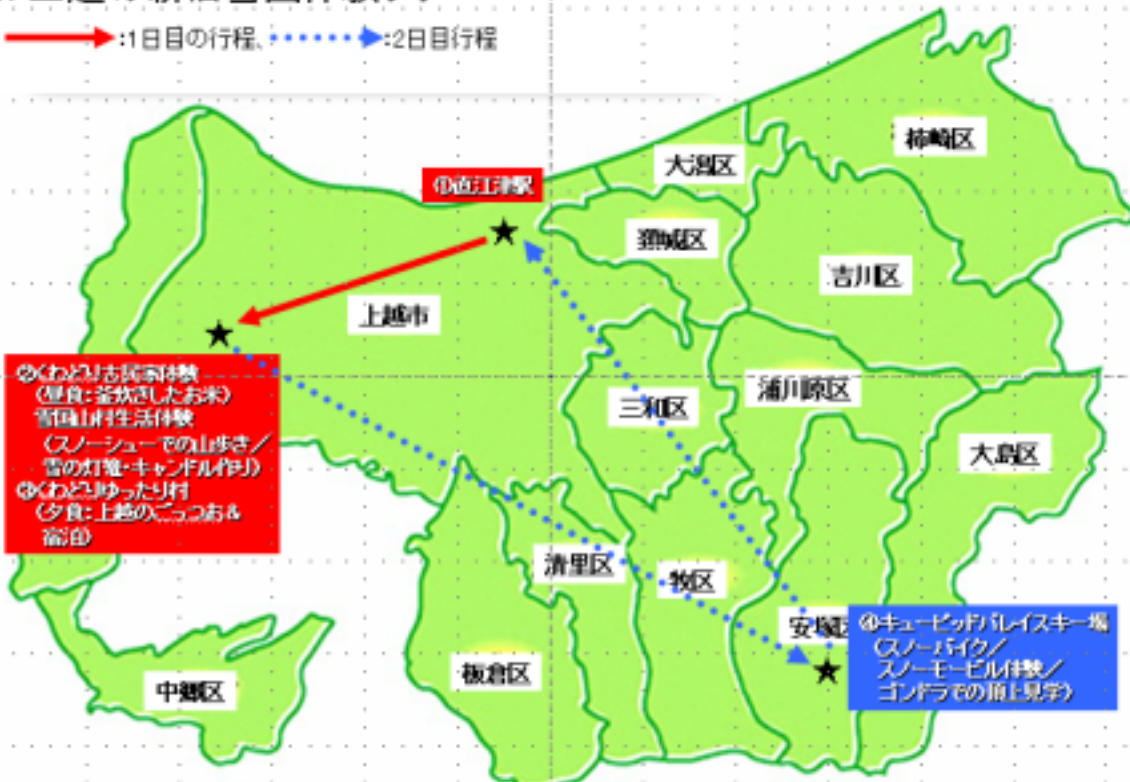 :1日目の行程、 :2日目行程
柿崎区
大潟区
①直江津駅
頸城区
吉川区
上越市
②くわどり古民家体験
(昼食:釜炊きしたお米)
雪国山村生活体験
(スノーシューでの山歩き/
雪の灯篭・キャンドル作り)
③くわどりゆったり村
(夕食:上越のごっつお&
宿泊)
三和区
浦川原区
大島区
清里区
牧区
安塚区
④キューピッドバレイスキー場
(スノーバイク/
スノーモービル体験/
ゴンドラでの頂上見学)
板倉区
中郷区